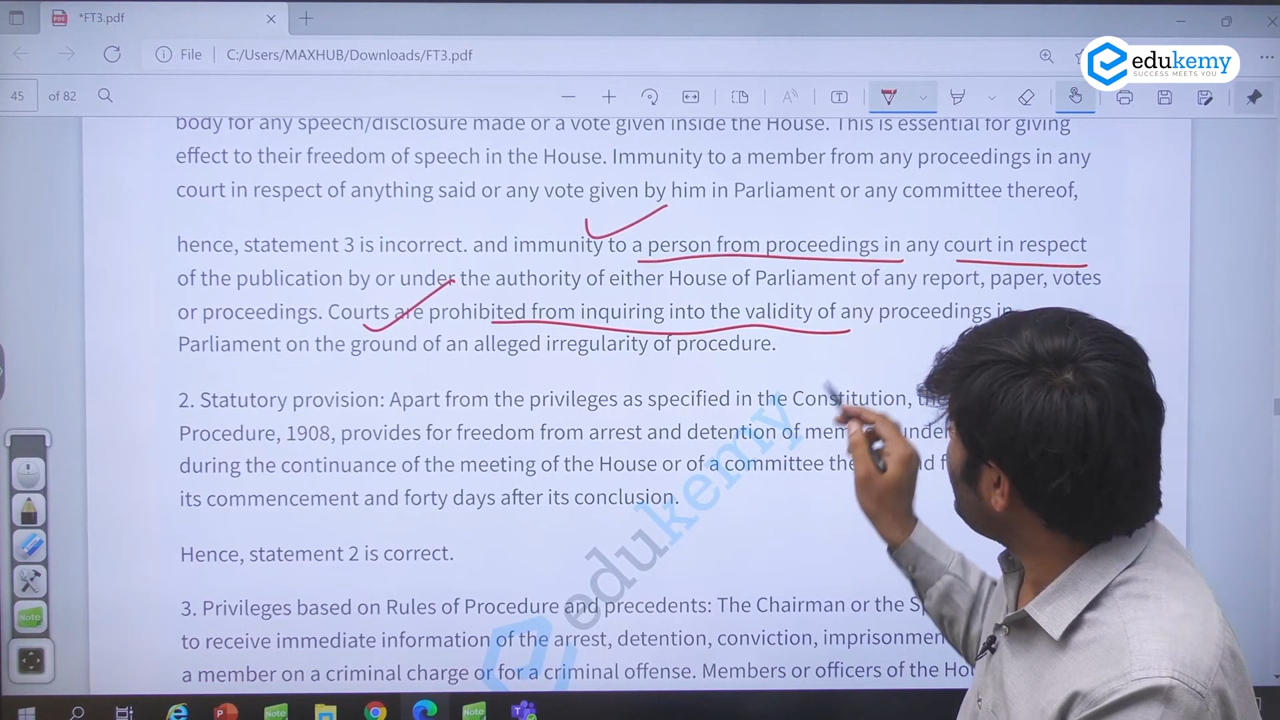 *FT3.pdf
File C:/Users/MAXHUB/Downloads/FT3.pdf
edukemy
SUCCESS MEETS YOU
45 of 82
body for any speech/disclosure made or a vote given inside the House. This is essential for giving
effect to their freedom of speech in the House. Immunity to a member from any proceedings in any
court in respect of anything said or any vote given by him in Parliament or any committee thereof,
hence, statement 3 is incorrect. and immunity to a person from proceedings in any court in respect
of the publication by or under the authority of either House of Parliament of any report, paper, votes
or proceedings. Courts are prohibited from inquiring into the validity of any proceedings in
Parliament on the ground of an alleged irregularity of procedure.
2. Statutory provision: Apart from the privileges as specified in the Constitution,
Procedure, 1908, provides for freedom from arrest and detention of under
during the continuance of the meeting of the House or of a committee
its commencement and forty days after its conclusion.
Hence, statement 2 is correct.
3. Privileges based on Rules of Procedure and precedents: The Chairman or the
to receive immediate information of the arrest, detention, conviction,
a member on a criminal charge or for a criminal offense. Members or officers of the
edukemy
Note
Note
Note